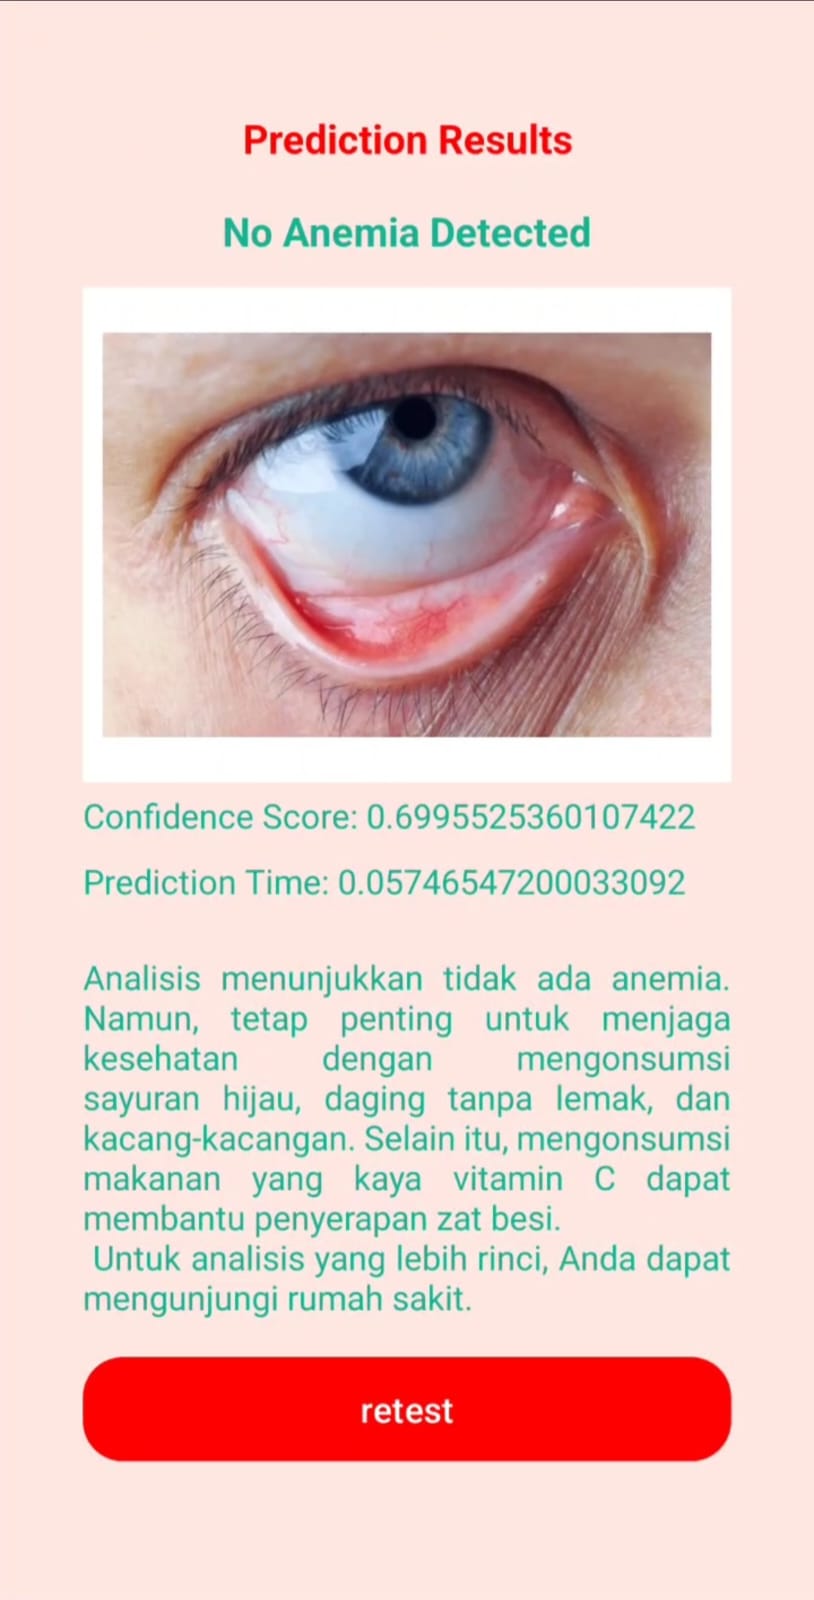 Prediction Results
No Anemia Detected
Confidence Score: 0.6995525360107422
Prediction Time: 0.05746547200033092
Analisis menunjukkan tidak ada anemia.
Namun, tetap penting untuk menjaga
kesehatan dengan mengonsumsi
sayuran hijau, daging tanpa lemak, dan
kacang-kacangan. Selain itu, mengonsumsi
makanan yang kaya vitamin C dapat
membantu penyerapan zat besi.
Untuk analisis yang lebih rinci, Anda dapat
mengunjungi rumah sakit.
retest